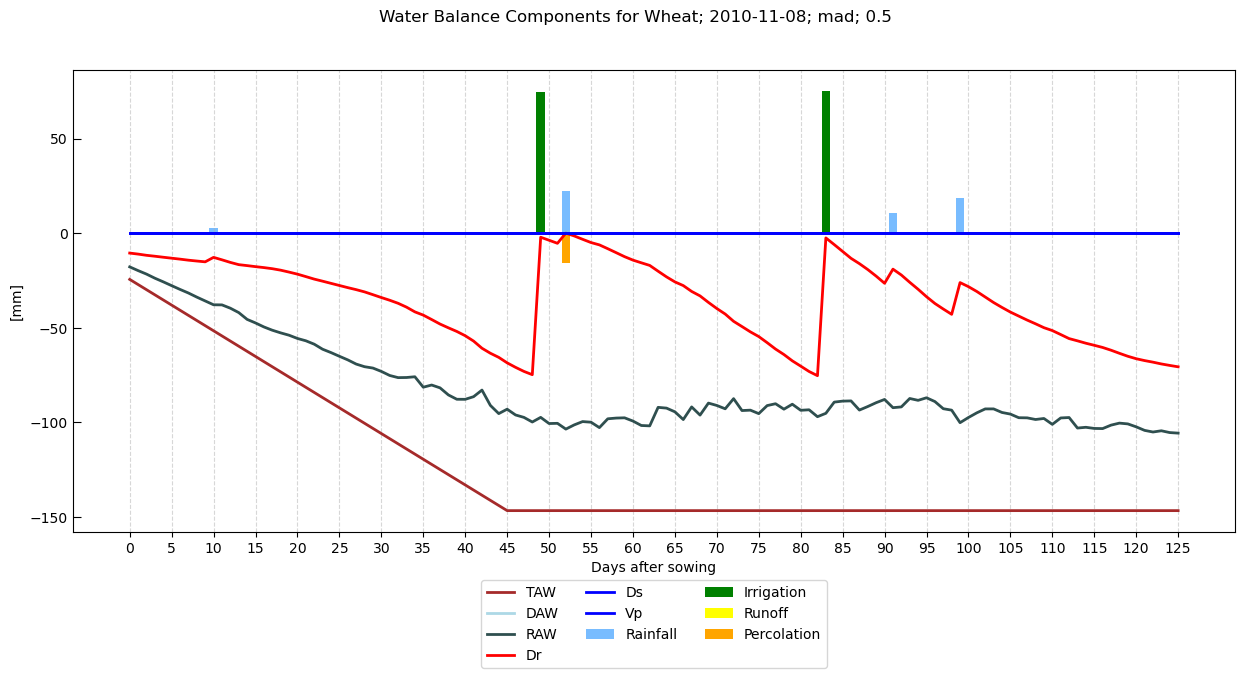 Water Balance Components for Wheat; 2010-11-08; mad; 0.5
[mm]
50
0
−50
−100
−150
0 5 10 15 20 25 30 35 40 45 50 55 60 65 70 75 80 85 90 95 100 105 110 115 120 125
Days after sowing
TAW
DAW
RAW
Dr
Ds
Vp
Rainfall
Irrigation
Runoff
Percolation